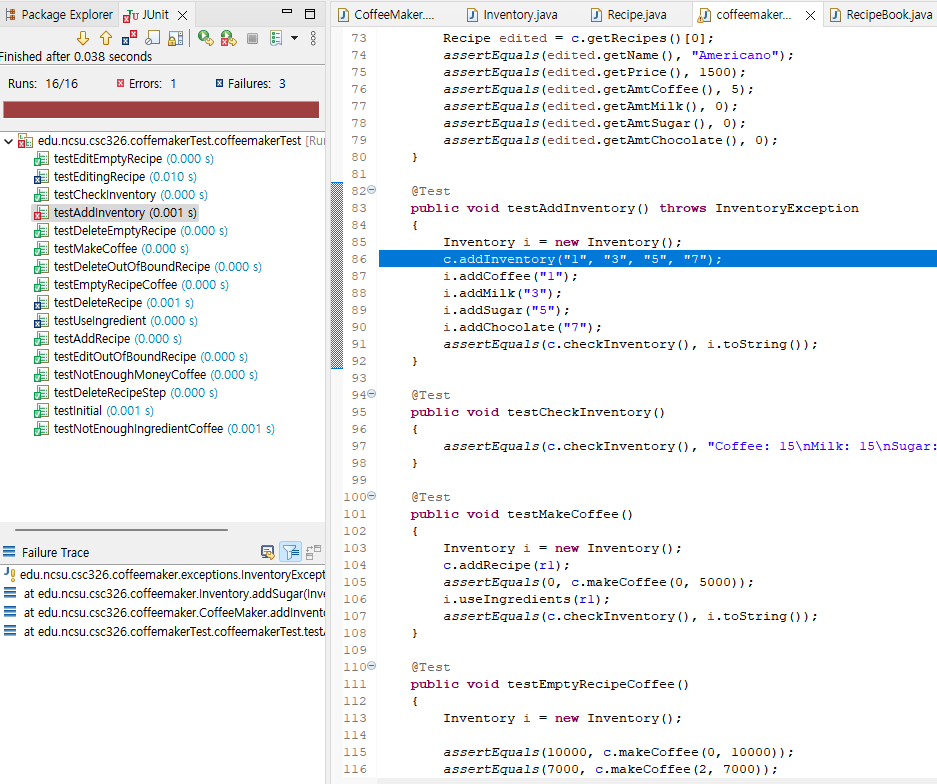 Package Explorer
JUnit
Finished after 0.038 seconds
Runs: 16/16
Errors: 1
Failures: 3
edu.ncsu.csc326.coffemakerTest.coffeemakerTest [Run
testEditEmptyRecipe (0.000 s)
testEditingRecipe (0.010 s)
testCheckInventory (0.000 s)
testAddInventory (0.001 s)
testDeleteEmptyRecipe (0.000 s)
testMakeCoffee (0.000 s)
testDeleteOutOfBoundRecipe (0.000 s)
testEmptyRecipeCoffee (0.000 s)
testDeleteRecipe (0.001 s)
testUseIngredient (0.000 s)
testAddRecipe (0.000 s)
testEditOutOfBoundRecipe (0.000 s)
testNotEnoughMoneyCoffee (0.000 s)
testDeleteRecipeStep (0.000 s)
testInitial (0.001 s)
testNotEnoughIngredientCoffee (0.001 s)
Failure Trace
edu.ncsu.csc326.coffeemaker.exceptions.InventoryExcept
at edu.ncsu.csc326.coffeemaker.Inventory.addSugar(Inve
at edu.ncsu.csc326.coffeemaker.CoffeeMaker.addInvento
at edu.ncsu.csc326.coffemakerTest.coffeemakerTest.test
CoffeeMaker....
Inventory.java
Recipe.java
coffeemaker...
RecipeBook.java
73 Recipe edited = c.getRecipes()[0];
74 assertEquals(edited.getName(), "Americano");
75 assertEquals(edited.getPrice(), 1500);
76 assertEquals(edited.getAmtCoffee(), 5);
77 assertEquals(edited.getAmtMilk(), 0);
78 assertEquals(edited.getAmtSugar(), 0);
79 assertEquals(edited.getAmtChocolate(), 0);
80 }
81
82 @Test
83 public void testAddInventory() throws InventoryException
84 {
85 Inventory i = new Inventory();
86 c.addInventory("1", "3", "5", "7");
87 i.addCoffee("1");
88 i.addMilk("3");
89 i.addSugar("5");
90 i.addChocolate("7");
91 assertEquals(c.checkInventory(), i.toString());
92 }
93
94 @Test
95 public void testCheckInventory()
96 {
97 assertEquals(c.checkInventory(), "Coffee: 15\nMilk: 15\nSugar:
98 }
99
100 @Test
101 public void testMakeCoffee()
102 {
103 Inventory i = new Inventory();
104 c.addRecipe(r1);
105 assertEquals(0, c.makeCoffee(0, 5000));
106 i.useIngredients(r1);
107 assertEquals(c.checkInventory(), i.toString());
108 }
109
110 @Test
111 public void testEmptyRecipeCoffee()
112 {
113 Inventory i = new Inventory();
114
115 assertEquals(10000, c.makeCoffee(0, 10000));
116 assertEquals(7000, c.makeCoffee(2, 7000));